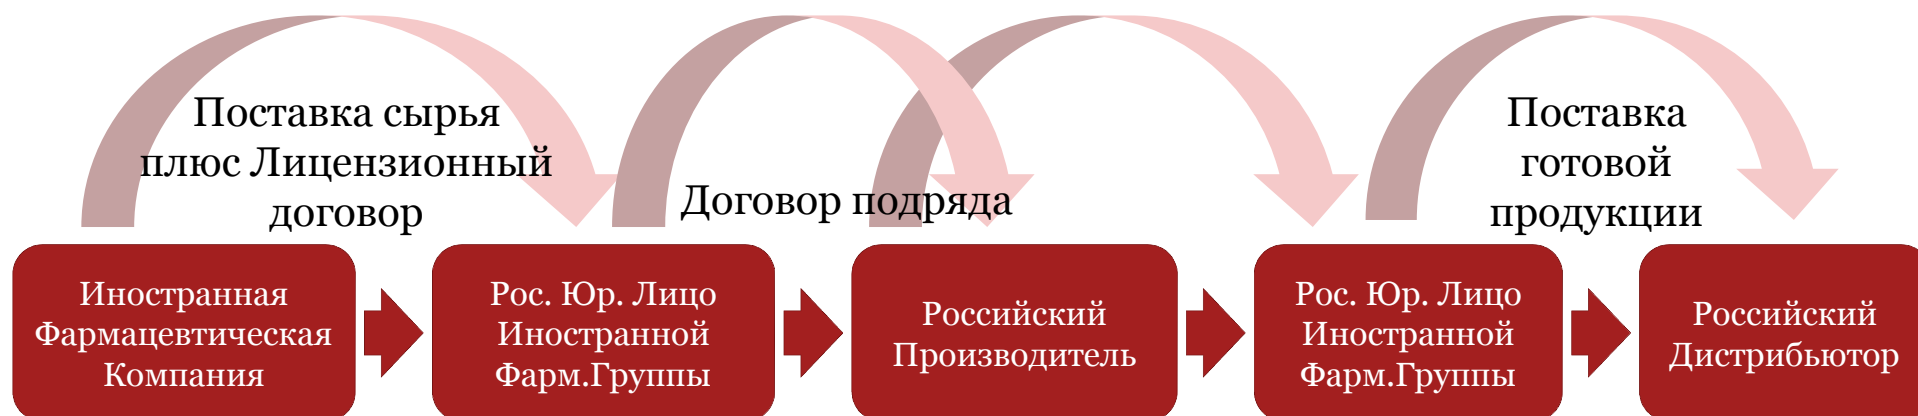 Поставка сырья
плюс Лицензионный
договор
Договор подряда
Поставка
готовой
продукции
Иностранная
Фармацевтическая
Компания
Рос. Юр. Лицо
Иностранной
Фарм.Группы
Российский
Производитель
Рос. Юр. Лицо
Иностранной
Фарм.Группы
Российский
Дистрибьютор